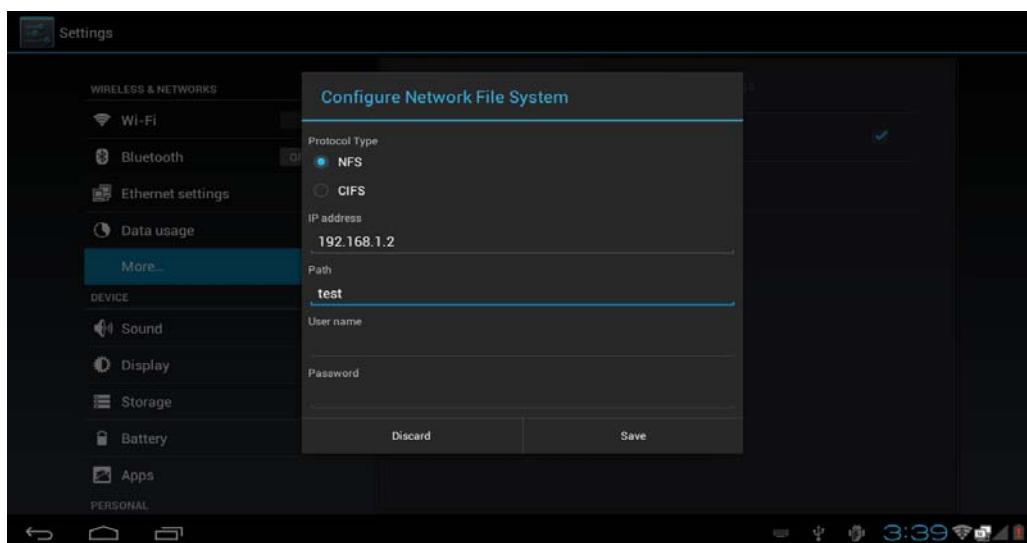 Settings
WIRELESS & NETWORKS
Wi-Fi
Bluetooth
Ethernet settings
Data usage
More...
DEVICE
Sound
Display
Storage
Battery
Apps
PERSONAL
Configure Network File System
Protocol Type
NFS
CIFS
IP address
192.168.1.2
Path
test
User name
Password
Discard
Save
3:39